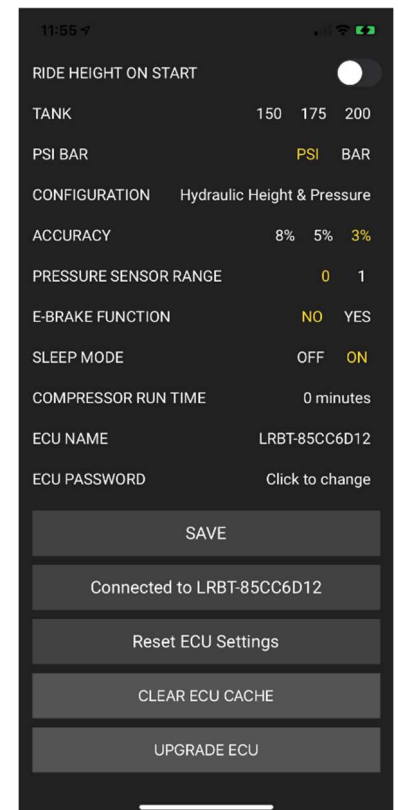 11:55
RIDE HEIGHT ON START
TANK 150 175 200
PSI BAR PSI BAR
CONFIGURATION Hydraulic Height & Pressure
ACCURACY 8% 5% 3%
PRESSURE SENSOR RANGE 0 1
E-BRAKE FUNCTION NO YES
SLEEP MODE OFF ON
COMPRESSOR RUN TIME 0 minutes
ECU NAME LRBT-85CC6D12
ECU PASSWORD Click to change
SAVE
Connected to LRBT-85CC6D12
Reset ECU Settings
CLEAR ECU CACHE
UPGRADE ECU